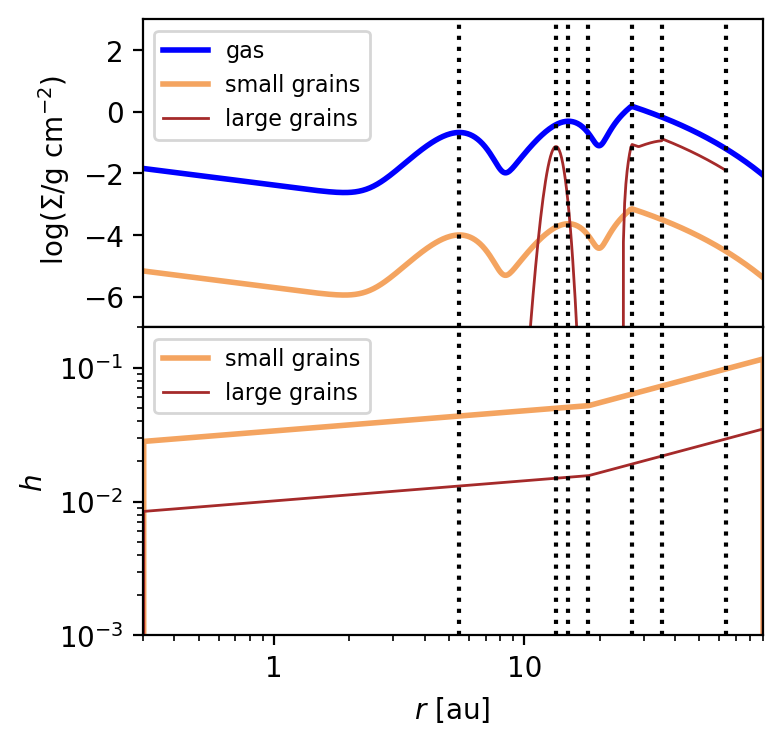 gas
small grains
large grains
log(Σ/g cm⁻²)
2
0
−2
−4
−6
small grains
large grains
h
10⁻¹
10⁻²
10⁻³
1
10
r [au]